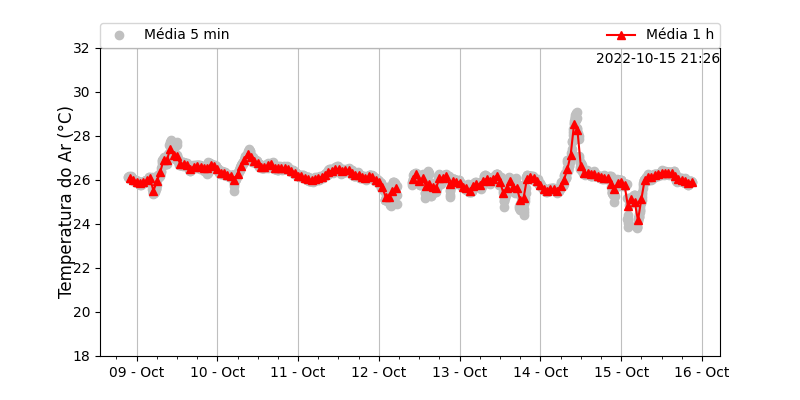 Média 5 min
Média 1 h
2022-10-15 21:26
Temperatura do Ar (°C)
32
30
28
26
24
22
20
18
09 - Oct
10 - Oct
11 - Oct
12 - Oct
13 - Oct
14 - Oct
15 - Oct
16 - Oct